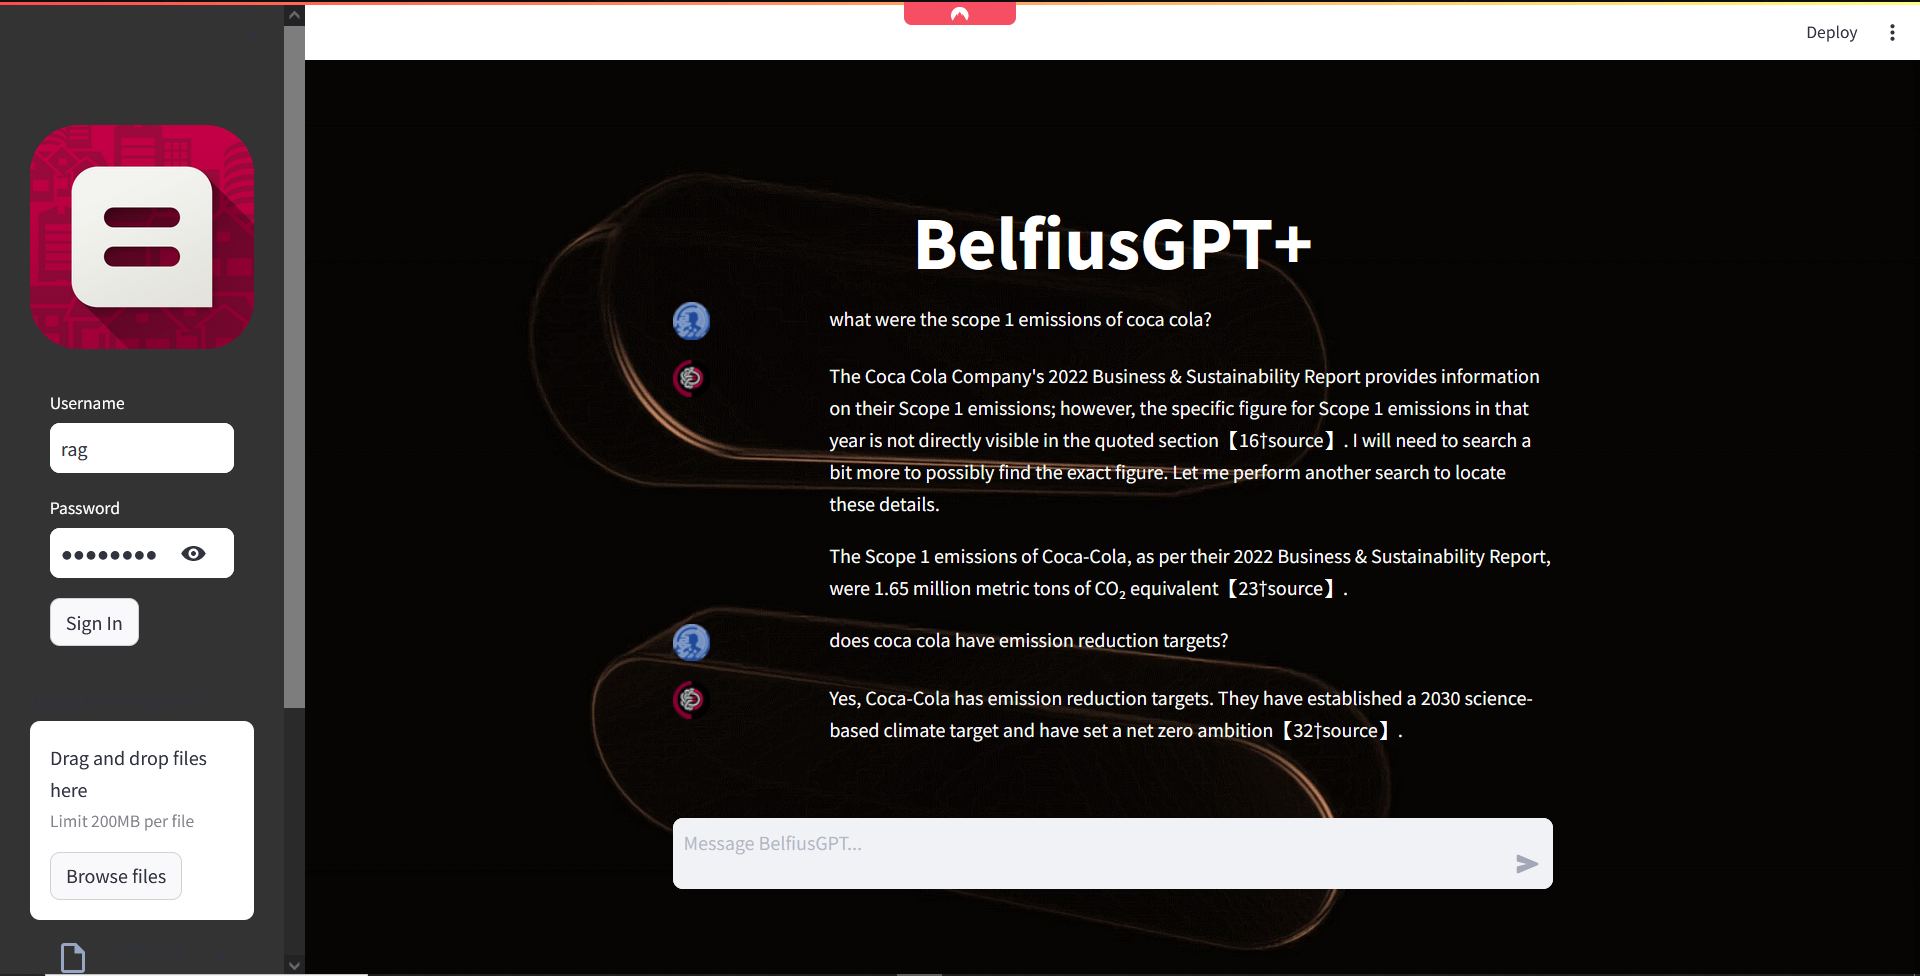 Deploy
Username
rag
Password
Sign In
Drag and drop files
here
Limit 200MB per file
Browse files
BelfiusGPT+
what were the scope 1 emissions of coca cola?
The Coca Cola Company's 2022 Business & Sustainability Report provides information
on their Scope 1 emissions; however, the specific figure for Scope 1 emissions in that
year is not directly visible in the quoted section【16†source】. I will need to search a
bit more to possibly find the exact figure. Let me perform another search to locate
these details.
The Scope 1 emissions of Coca-Cola, as per their 2022 Business & Sustainability Report,
were 1.65 million metric tons of CO₂ equivalent【23†source】.
does coca cola have emission reduction targets?
Yes, Coca-Cola has emission reduction targets. They have established a 2030 science-
based climate target and have set a net zero ambition【32†source】.
Message BelfiusGPT...